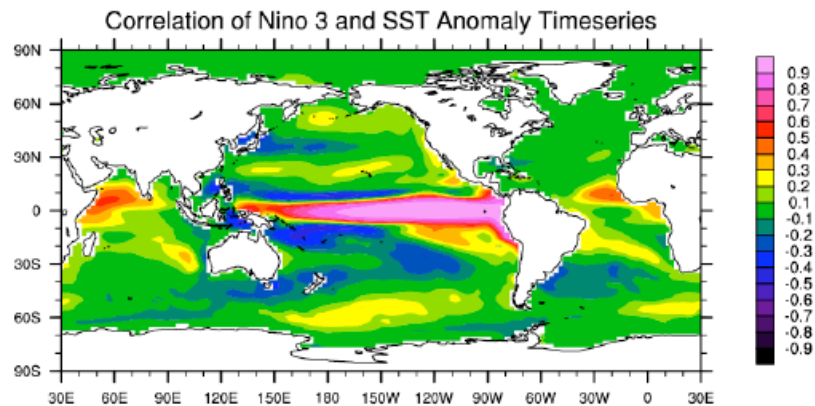 Correlation of Nino 3 and SST Anomaly Timeseries
90N
60N
30N
0
30S
60S
90S
30E 60E 90E 120E 150E 180 150W 120W 90W 60W 30W 0 30E
0.9
0.8
0.7
0.6
0.5
0.4
0.3
0.2
0.1
-0.1
-0.2
-0.3
-0.4
-0.5
-0.6
-0.7
-0.8
-0.9